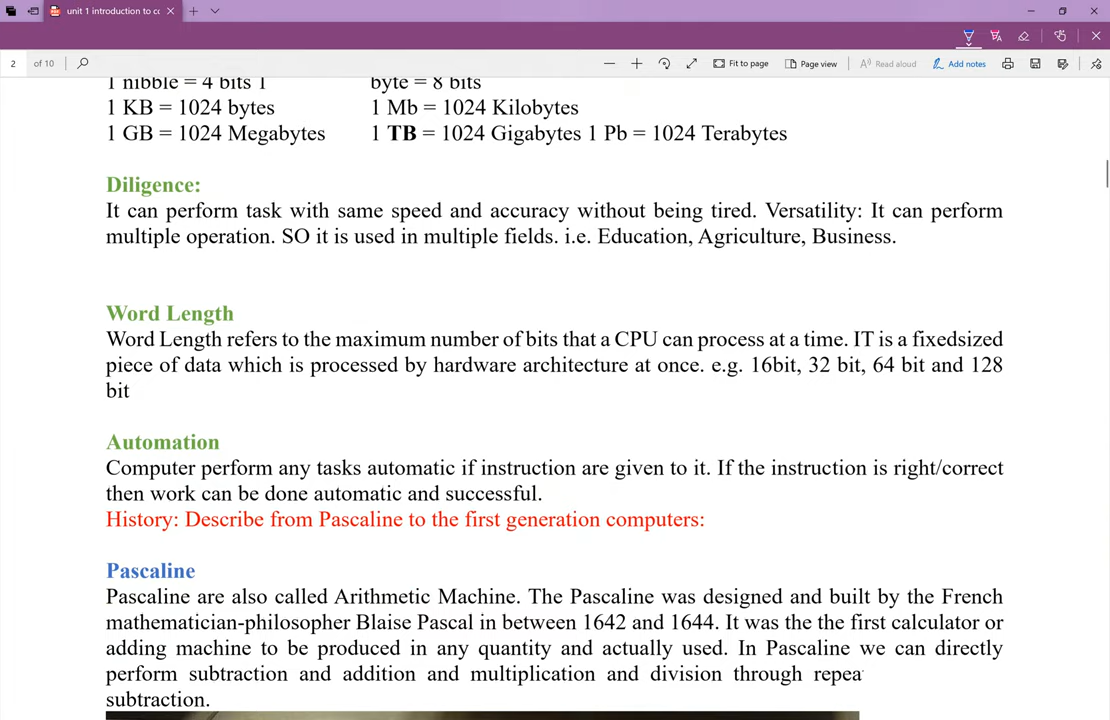 unit 1 introduction to co
2 of 10 Fit to page Page view Read aloud Add notes
1 nibble = 4 bits 1 byte = 8 bits
1 KB = 1024 bytes 1 Mb = 1024 Kilobytes
1 GB = 1024 Megabytes 1 TB = 1024 Gigabytes 1 Pb = 1024 Terabytes
Diligence:
It can perform task with same speed and accuracy without being tired. Versatility: It can perform
multiple operation. SO it is used in multiple fields. i.e. Education, Agriculture, Business.
Word Length
Word Length refers to the maximum number of bits that a CPU can process at a time. IT is a fixedsized
piece of data which is processed by hardware architecture at once. e.g. 16bit, 32 bit, 64 bit and 128
bit
Automation
Computer perform any tasks automatic if instruction are given to it. If the instruction is right/correct
then work can be done automatic and successful.
History: Describe from Pascaline to the first generation computers:
Pascaline
Pascaline are also called Arithmetic Machine. The Pascaline was designed and built by the French
mathematician-philosopher Blaise Pascal in between 1642 and 1644. It was the the first calculator or
adding machine to be produced in any quantity and actually used. In Pascaline we can directly
perform subtraction and addition and multiplication and division through repea
subtraction.